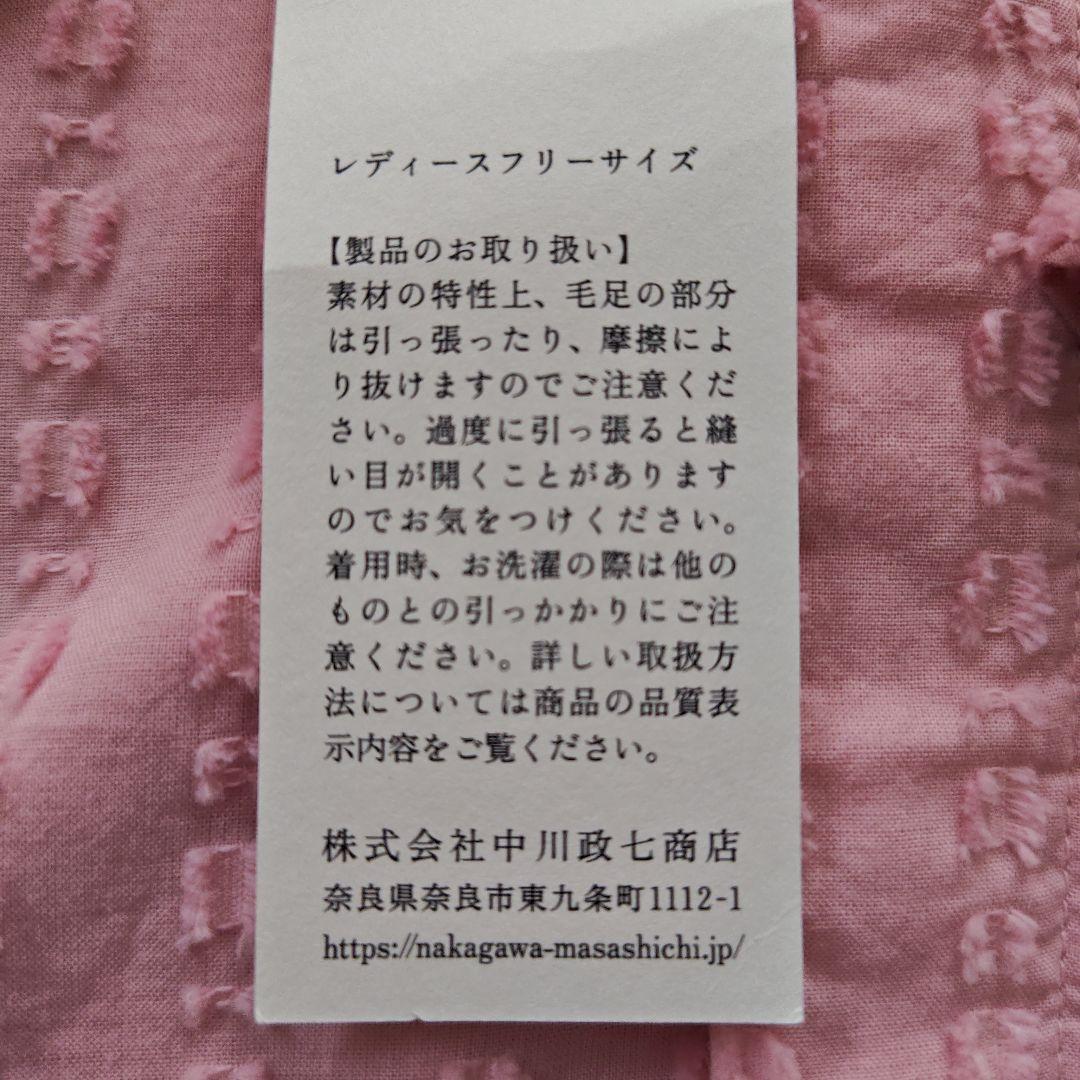 レディースフリーサイズ
【製品のお取り扱い】
素材の特性上、毛足の部分
は引っ張ったり、摩擦によ
り抜けますのでご注意くだ
さい。過度に引っ張ると縫
い目が開くことがあります
のでお気をつけください。
着用時、お洗濯の際は他の
ものとの引っかかりにご注
意ください。詳しい取扱方
法については商品の品質表
示内容をご覧ください。
株式会社中川政七商店
奈良県奈良市東九条町1112-1
https://nakagawa-masashichi.jp/